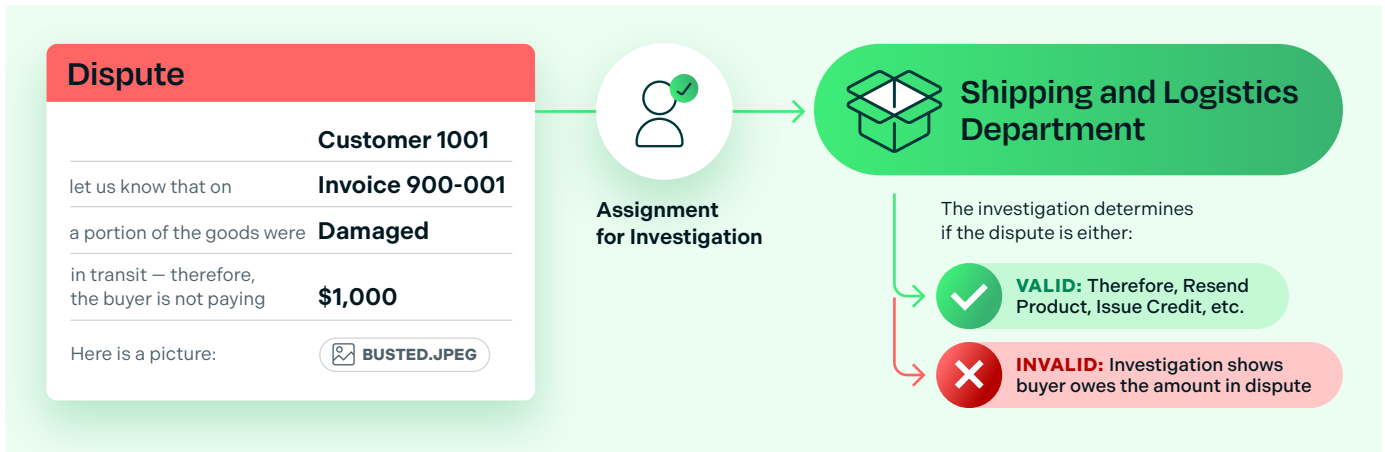 Dispute
Customer 1001
let us know that on Invoice 900-001
a portion of the goods were Damaged
in transit — therefore,
the buyer is not paying $1,000
Here is a picture: BUSTED.JPEG
Assignment
for Investigation
Shipping and Logistics
Department
The investigation determines
if the dispute is either:
VALID: Therefore, Resend
Product, Issue Credit, etc.
INVALID: Investigation shows
buyer owes the amount in dispute